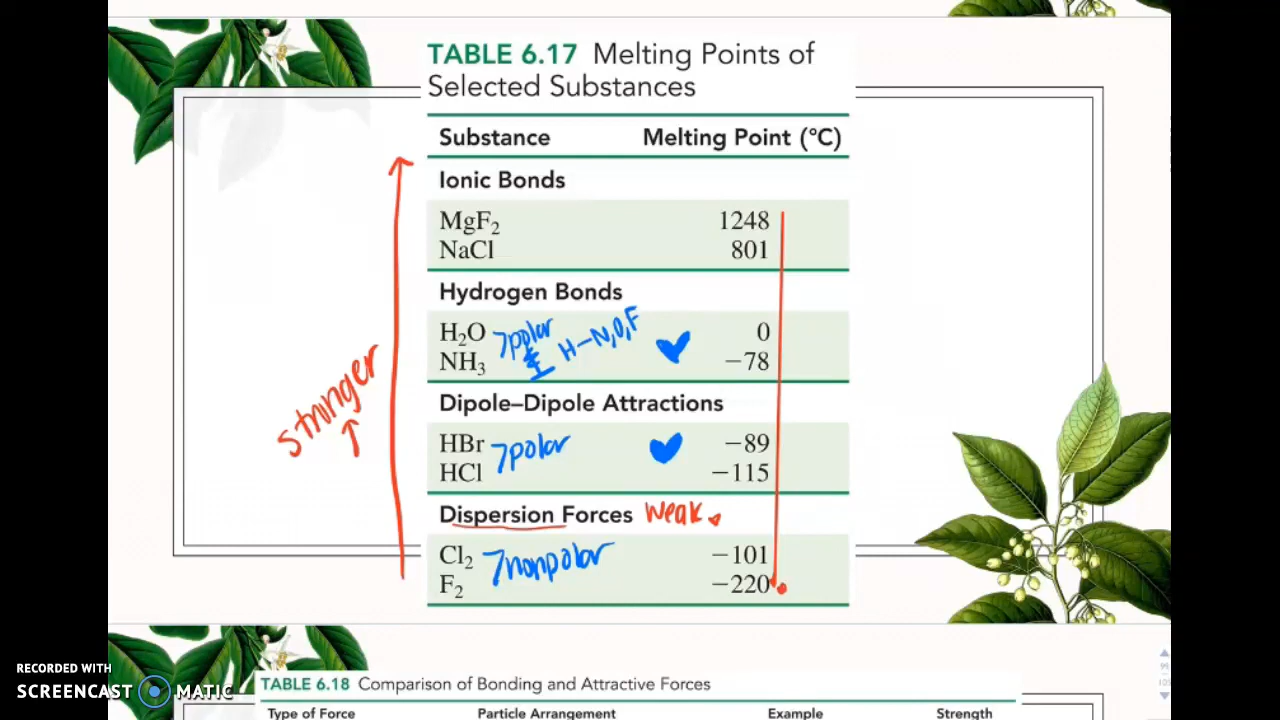 TABLE 6.17 Melting Points of
Selected Substances
Substance Melting Point (°C)
Ionic Bonds
MgF₂ 1248
NaCl 801
Hydrogen Bonds
H₂O 0
NH₃ −78
polar
H-N,O,F
Dipole–Dipole Attractions
HBr −89
HCl −115
polar
stronger
Dispersion Forces weak
Cl₂ −101
F₂ −220
nonpolar
RECORDED WITH
SCREENCAST MATIC
TABLE 6.18 Comparison of Bonding and Attractive Forces
Type of Force Particle Arrangement Example Strength